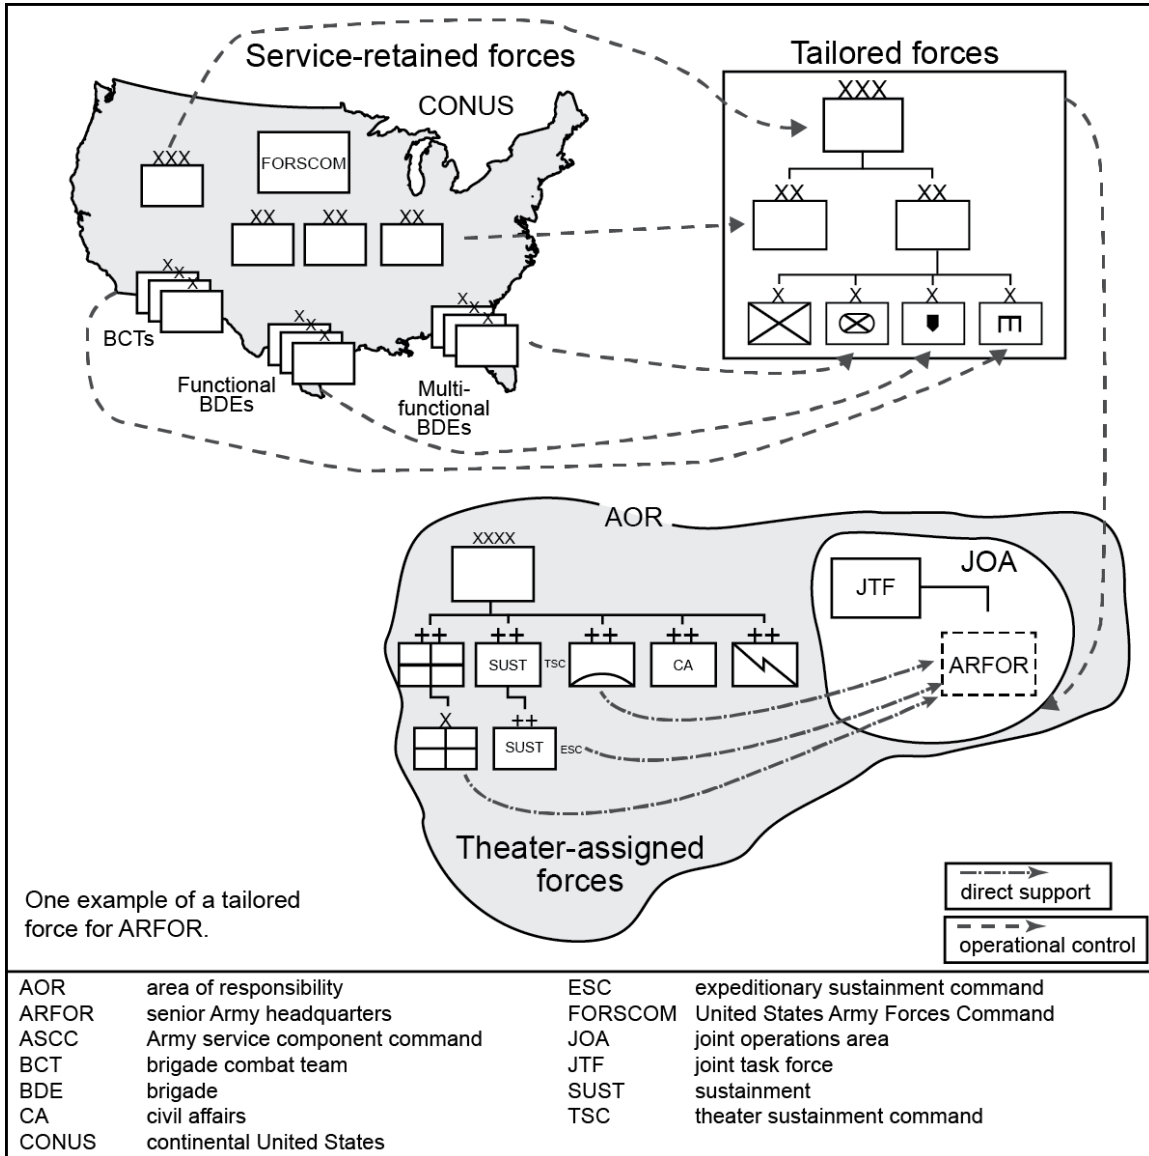 Service-retained forces
Tailored forces
CONUS
XXX
FORSCOM
XX
XX
XX
X
X
X
BCTs
X
X
X
Functional
BDEs
X
X
X
Multi-
functional
BDEs
XXX
XX
XX
X
X
X
X
AOR
XXXX
++
++
++
++
++
SUST
TSC
CA
X
++
SUST
ESC
JOA
JTF
ARFOR
Theater-assigned
forces
One example of a tailored
force for ARFOR.
direct support
operational control
AOR area of responsibility
ARFOR senior Army headquarters
ASCC Army service component command
BCT brigade combat team
BDE brigade
CA civil affairs
CONUS continental United States
ESC expeditionary sustainment command
FORSCOM United States Army Forces Command
JOA joint operations area
JTF joint task force
SUST sustainment
TSC theater sustainment command